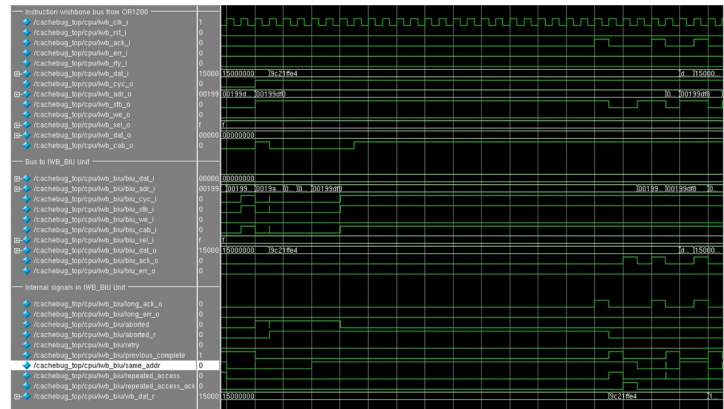 Instruction wishbone bus from OR1200
/cachebug_top/cpu/iwb_clk_i 1
/cachebug_top/cpu/iwb_rst_i 0
/cachebug_top/cpu/iwb_ack_i 0
/cachebug_top/cpu/iwb_err_i 0
/cachebug_top/cpu/iwb_rty_i 0
/cachebug_top/cpu/iwb_dat_i 15000 15000000 9c21ffe4 d... 15000...
/cachebug_top/cpu/iwb_cyc_o 0
/cachebug_top/cpu/iwb_adr_o 00199 00199d... 00199df0 0... 00199df8
/cachebug_top/cpu/iwb_stb_o 0
/cachebug_top/cpu/iwb_we_o 0
/cachebug_top/cpu/iwb_sel_o f f
/cachebug_top/cpu/iwb_dat_o 00000 00000000
/cachebug_top/cpu/iwb_cab_o 0
Bus to IWB_BIU Unit
/cachebug_top/cpu/iwb_biu/biu_dat_i 00000 00000000
/cachebug_top/cpu/iwb_biu/biu_adr_i 00199 00199... 0019a... 0... 0... 00199df0 00199... 00199df8 0...
/cachebug_top/cpu/iwb_biu/biu_cyc_i 0
/cachebug_top/cpu/iwb_biu/biu_stb_i 0
/cachebug_top/cpu/iwb_biu/biu_we_i 0
/cachebug_top/cpu/iwb_biu/biu_cab_i 0
/cachebug_top/cpu/iwb_biu/biu_sel_i f f
/cachebug_top/cpu/iwb_biu/biu_dat_o 15000 15000000 9c21ffe4 d... 15000...
/cachebug_top/cpu/iwb_biu/biu_ack_o 0
/cachebug_top/cpu/iwb_biu/biu_err_o 0
Internal signals in IWB_BIU Unit
/cachebug_top/cpu/iwb_biu/long_ack_o 0
/cachebug_top/cpu/iwb_biu/long_err_o 0
/cachebug_top/cpu/iwb_biu/aborted 0
/cachebug_top/cpu/iwb_biu/aborted_r 0
/cachebug_top/cpu/iwb_biu/retry 0
/cachebug_top/cpu/iwb_biu/previous_complete 1
/cachebug_top/cpu/iwb_biu/same_addr 0
/cachebug_top/cpu/iwb_biu/repeated_access 0
/cachebug_top/cpu/iwb_biu/repeated_access_ack 0
/cachebug_top/cpu/iwb_biu/wb_dat_r 15000 15000000 9c21ffe4 1...